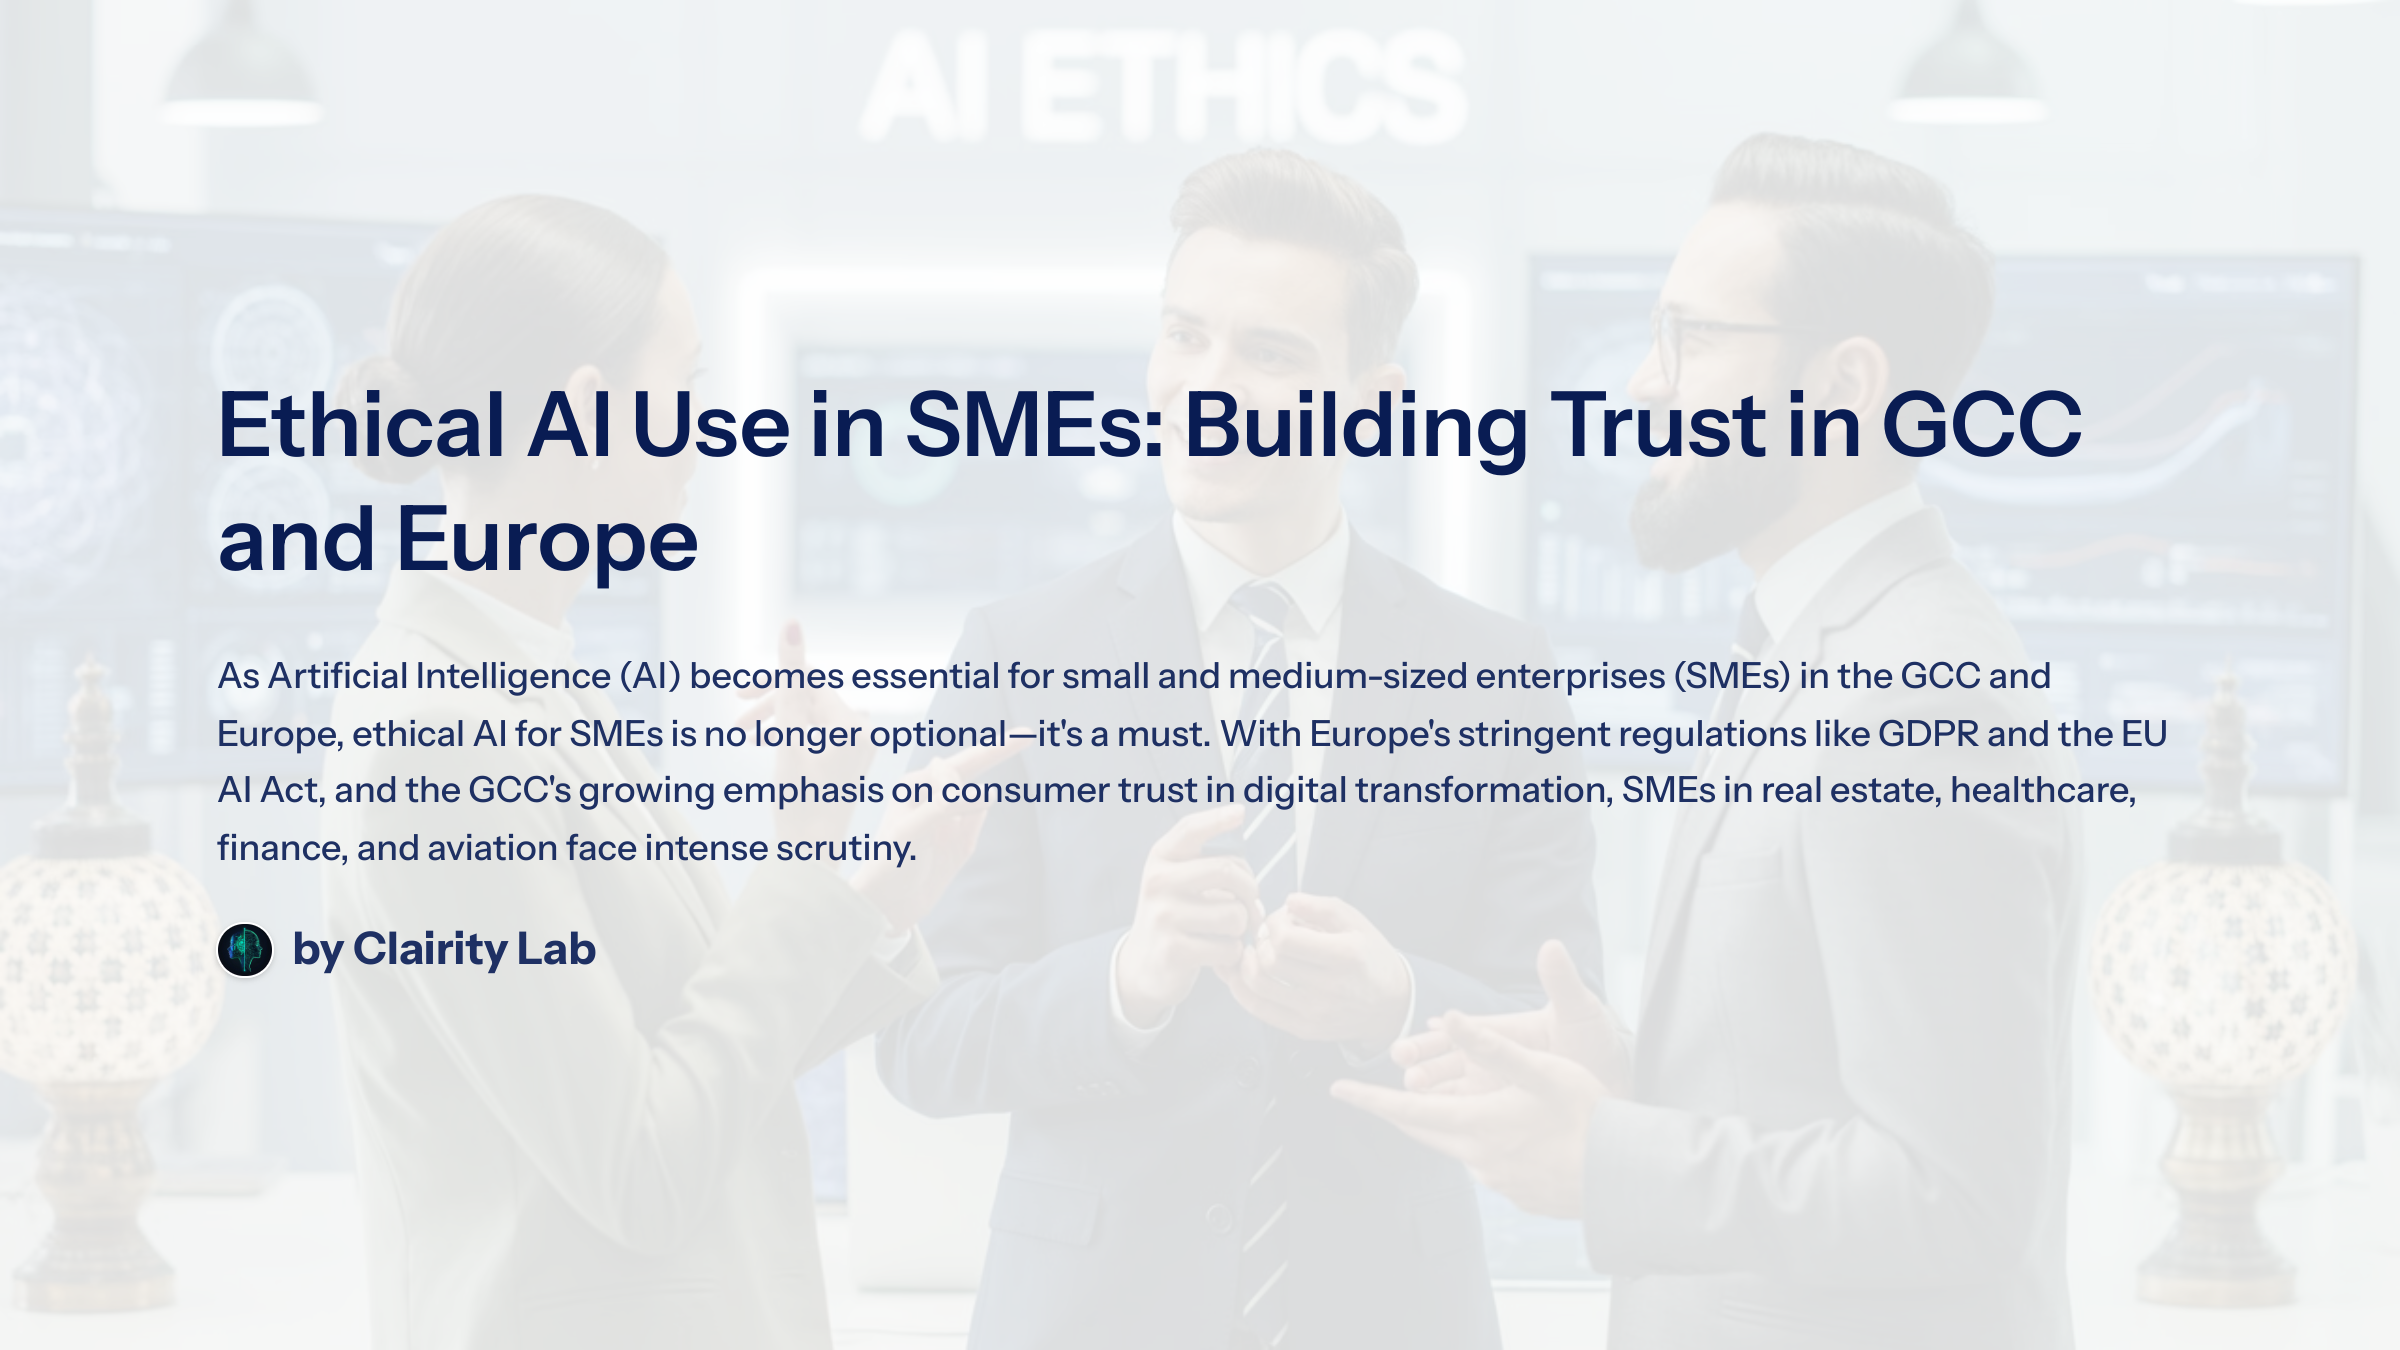 AI ETHICS
Ethical AI Use in SMEs: Building Trust in GCC
and Europe
As Artificial Intelligence (AI) becomes essential for small and medium-sized enterprises (SMEs) in the GCC and
Europe, ethical AI for SMEs is no longer optional—it's a must. With Europe's stringent regulations like GDPR and the EU
AI Act, and the GCC's growing emphasis on consumer trust in digital transformation, SMEs in real estate, healthcare,
finance, and aviation face intense scrutiny.
by Clairity Lab